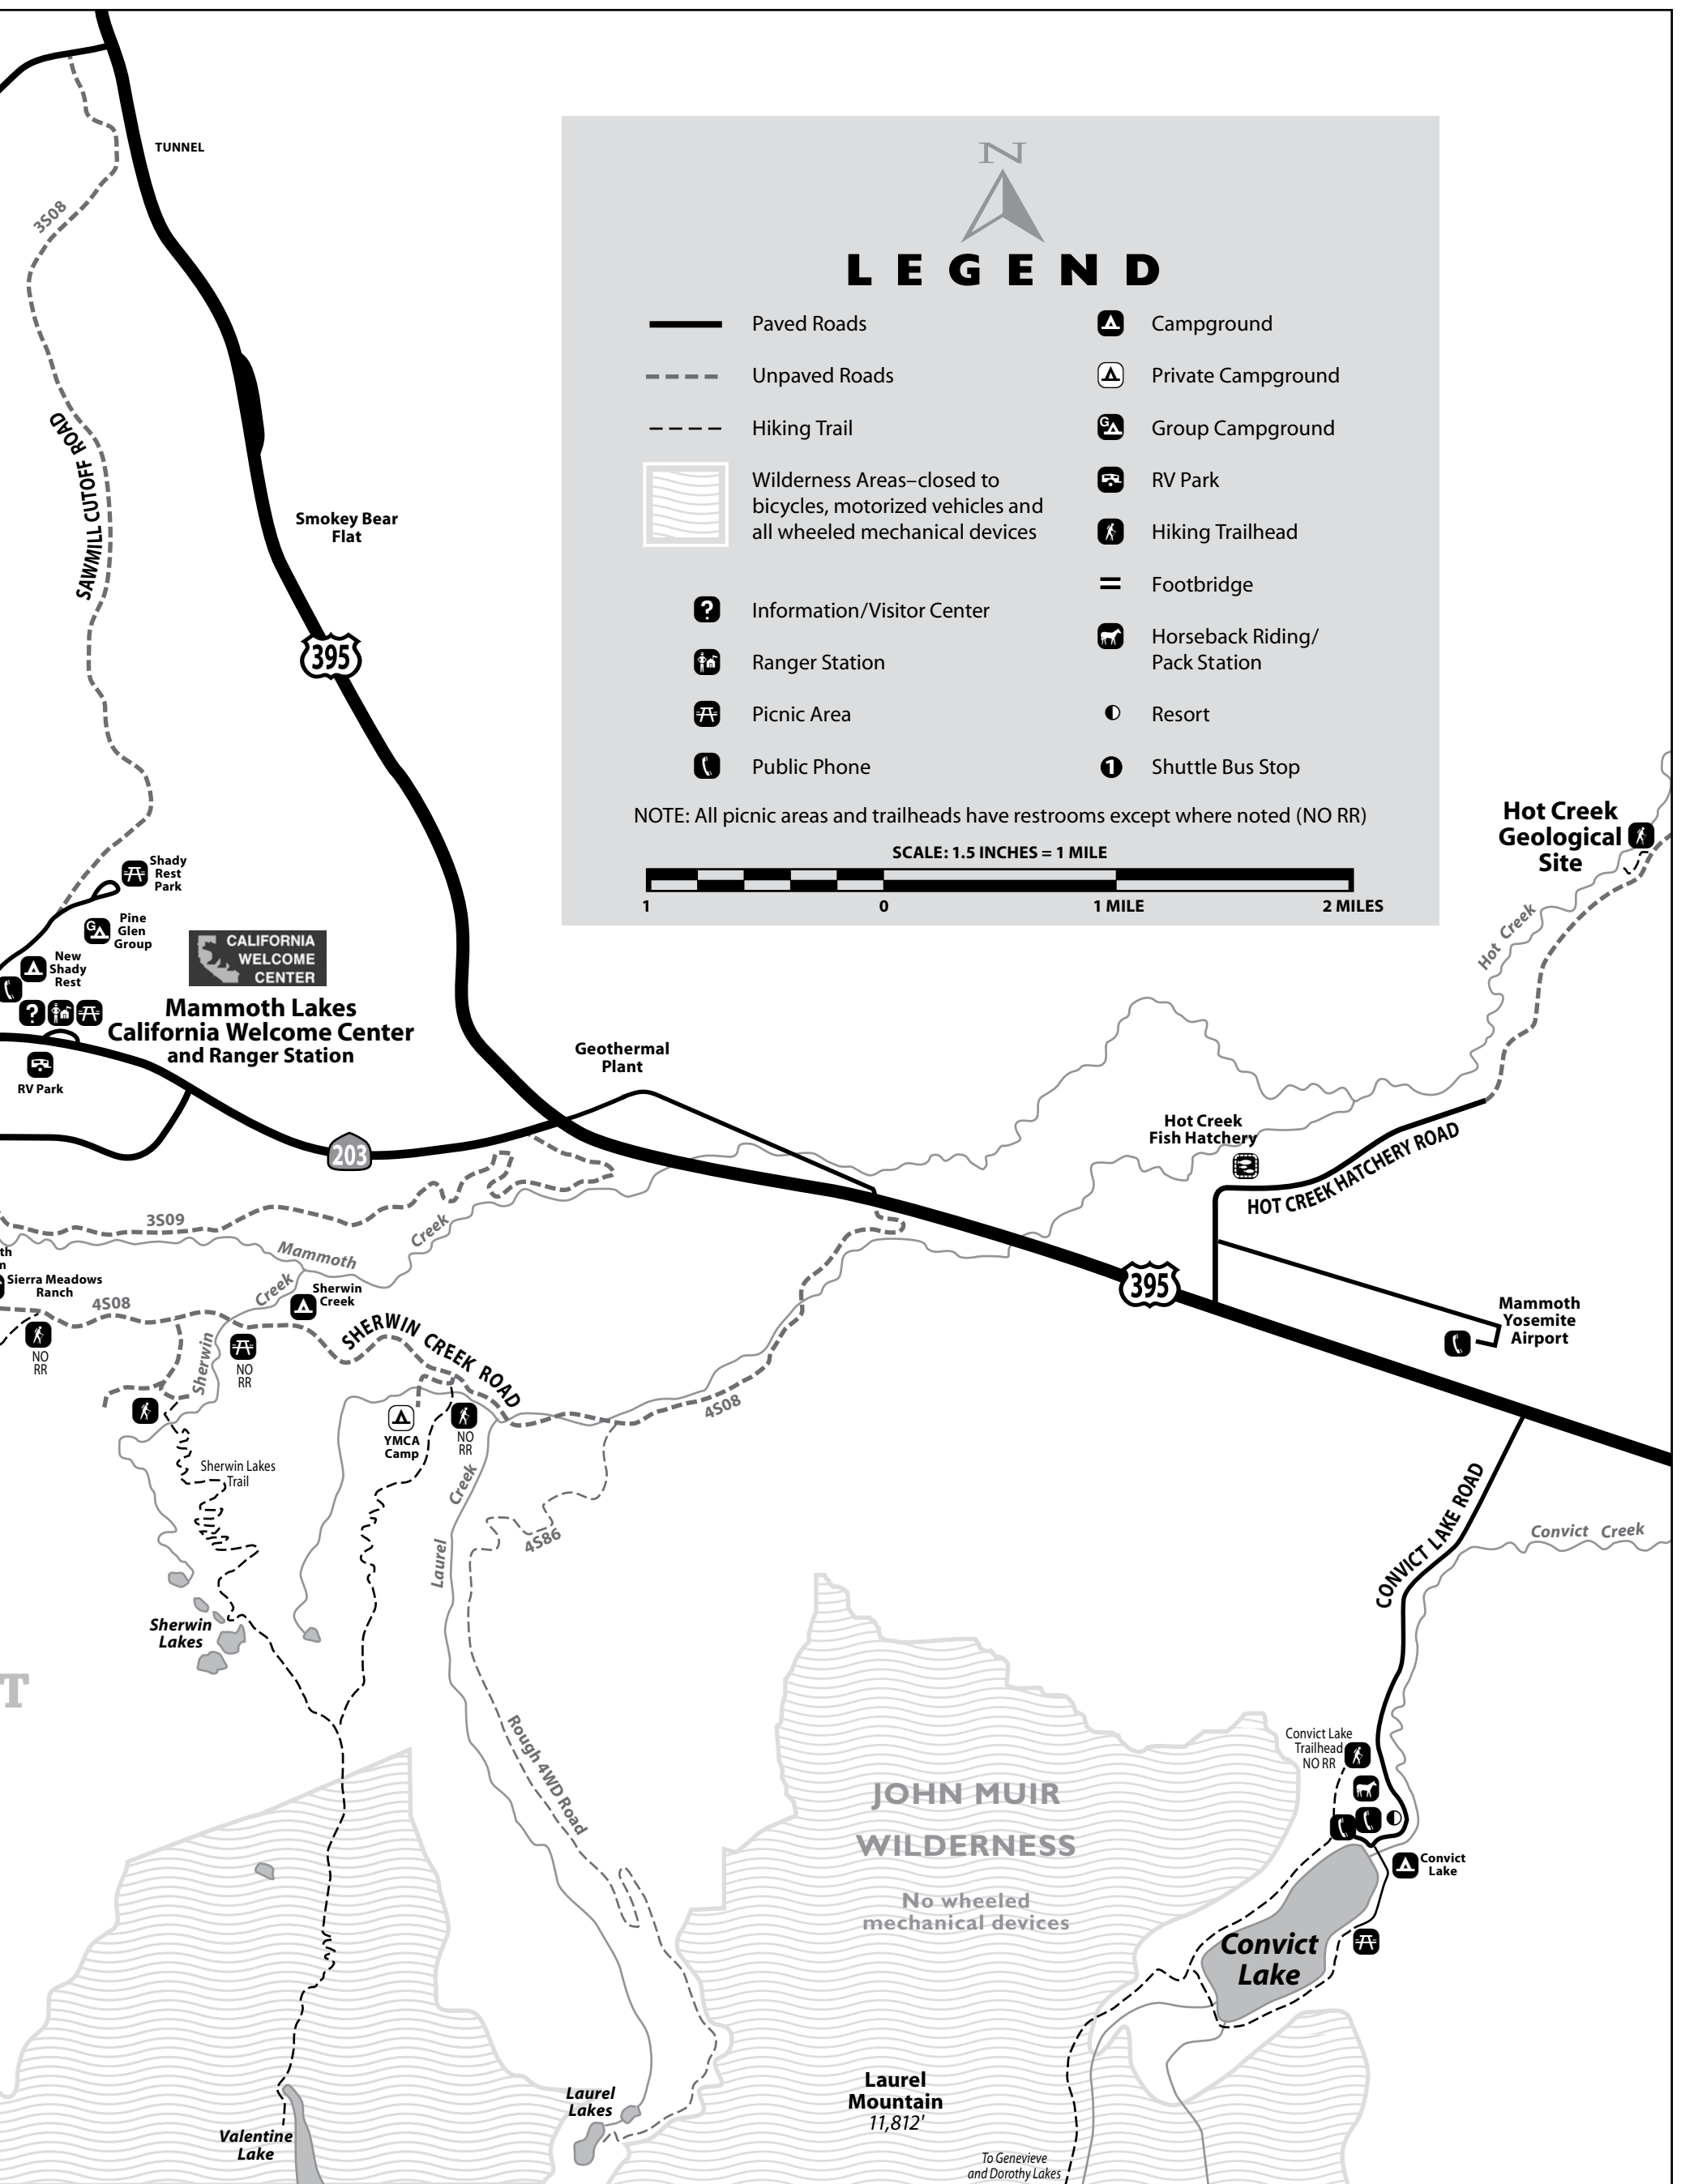 TUNNEL
3S08
SAWMILL CUTOFF ROAD
Smokey Bear
Flat
395
N
LEGEND
Paved Roads
Unpaved Roads
Hiking Trail
Wilderness Areas–closed to
bicycles, motorized vehicles and
all wheeled mechanical devices
?
Information/Visitor Center
Ranger Station
Picnic Area
Public Phone
Campground
Private Campground
G
Group Campground
RV Park
Hiking Trailhead
Footbridge
Horseback Riding/
Pack Station
Resort
1
Shuttle Bus Stop
NOTE: All picnic areas and trailheads have restrooms except where noted (NO RR)
SCALE: 1.5 INCHES = 1 MILE
1 0 1 MILE 2 MILES
Hot Creek
Geological
Site
Hot Creek
Shady
Rest
Park
G
Pine
Glen
Group
New
Shady
Rest
?
CALIFORNIA
WELCOME
CENTER
Mammoth Lakes
California Welcome Center
and Ranger Station
RV Park
203
Geothermal
Plant
Hot Creek
Fish Hatchery
HOT CREEK HATCHERY ROAD
395
Mammoth
Yosemite
Airport
3S09
Mammoth Creek
th
m
Sierra Meadows
Ranch
4S08
NO
RR
Sherwin Creek
Sherwin
Creek
NO
RR
SHERWIN CREEK ROAD
YMCA
Camp
NO
RR
4S08
Sherwin Lakes
Trail
Laurel Creek
4S86
CONVICT LAKE ROAD
Convict Creek
Sherwin
Lakes
T
Rough 4WD Road
JOHN MUIR
WILDERNESS
No wheeled
mechanical devices
Convict Lake
Trailhead
NO RR
Convict
Lake
Convict
Lake
Laurel
Mountain
11,812'
Laurel
Lakes
Valentine
Lake
To Genevieve
and Dorothy Lakes